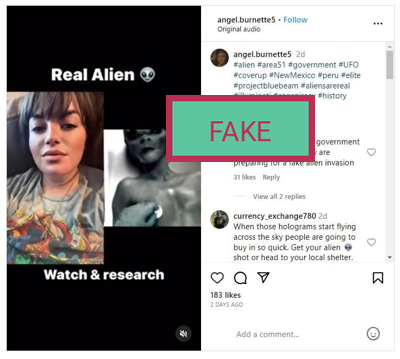 angel.burnette5 • Follow
Original audio
Real Alien 👽
Watch & research
angel.burnette5 2d
#alien #area51 #government #UFO
#coverup #NewMexico #peru #elite
#projectbluebeam #aliensarereal
#illuminati #conspiracy #history
FAKE
government
are
preparing for a fake alien invasion
31 likes Reply
View all 2 replies
currency_exchange780 2d
When those holograms start flying
across the sky people are going to
buy in so quick. Get your alien 👽
shot or head to your local shelter.
183 likes
2 DAYS AGO
Add a comment...